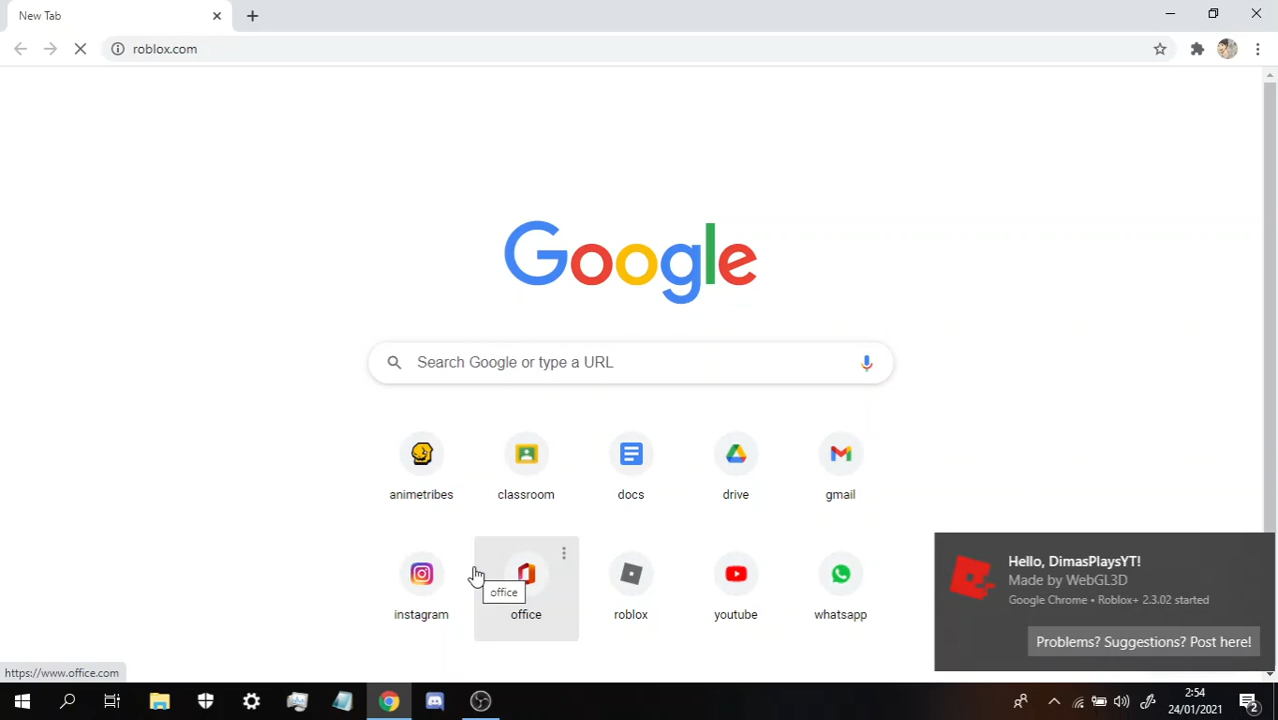 New Tab
roblox.com
Google
Search Google or type a URL
animetribes
classroom
docs
drive
gmail
instagram
office
office
roblox
youtube
whatsapp
Hello, DimasPlaysYT!
Made by WebGL3D
Google Chrome • Roblox+ 2.3.02 started
Problems? Suggestions? Post here!
https://www.office.com
2:54
24/01/2021
2